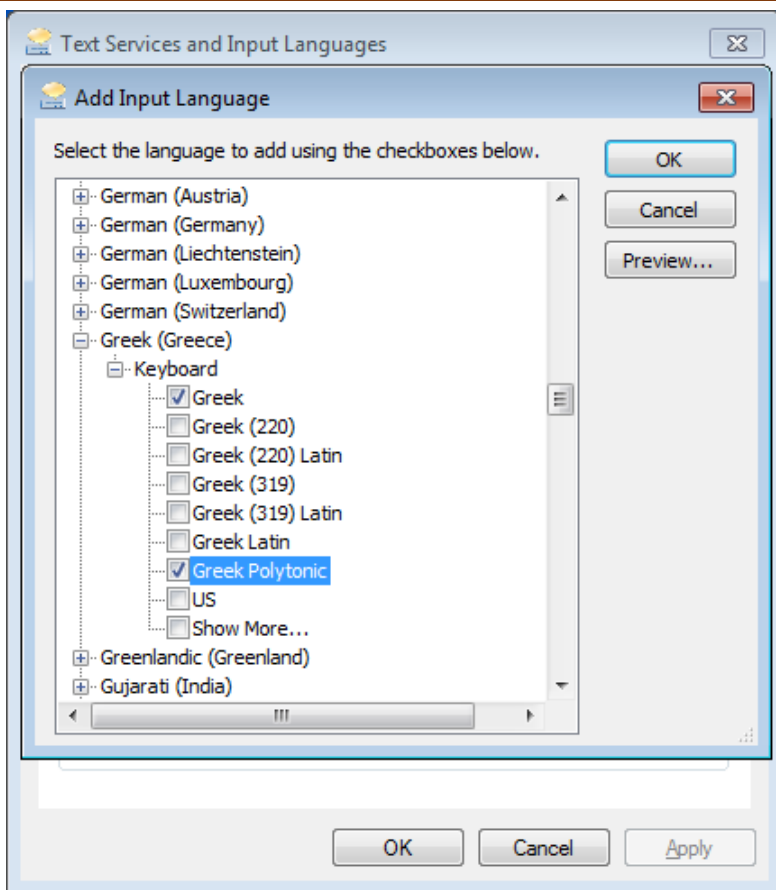 Text Services and Input Languages
Add Input Language
Select the language to add using the checkboxes below.
OK
Cancel
Preview...
German (Austria)
German (Germany)
German (Liechtenstein)
German (Luxembourg)
German (Switzerland)
Greek (Greece)
Keyboard
Greek
Greek (220)
Greek (220) Latin
Greek (319)
Greek (319) Latin
Greek Latin
Greek Polytonic
US
Show More...
Greenlandic (Greenland)
Gujarati (India)
OK Cancel Apply